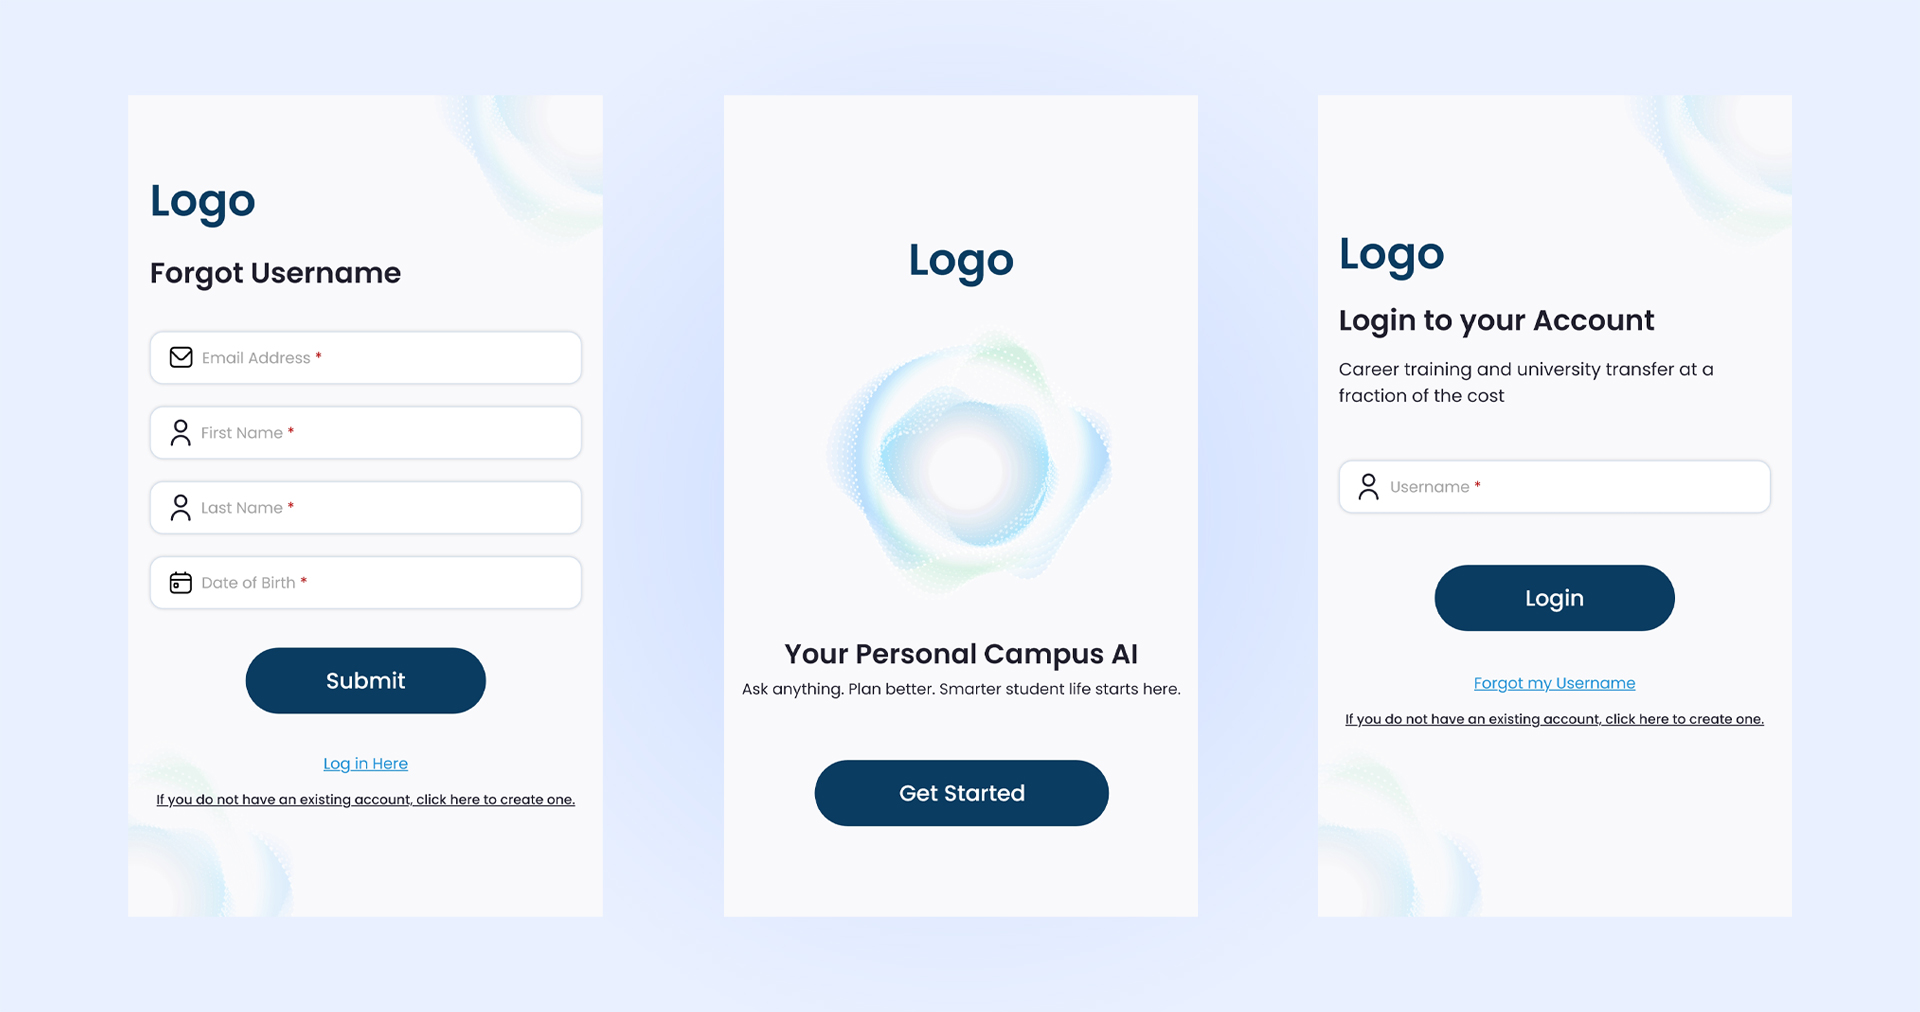 Logo
Forgot Username
Email Address *
First Name *
Last Name *
Date of Birth *
Submit
Log in Here
If you do not have an existing account, click here to create one.
Logo
Your Personal Campus AI
Ask anything. Plan better. Smarter student life starts here.
Get Started
Logo
Login to your Account
Career training and university transfer at a
fraction of the cost
Username *
Login
Forgot my Username
If you do not have an existing account, click here to create one.